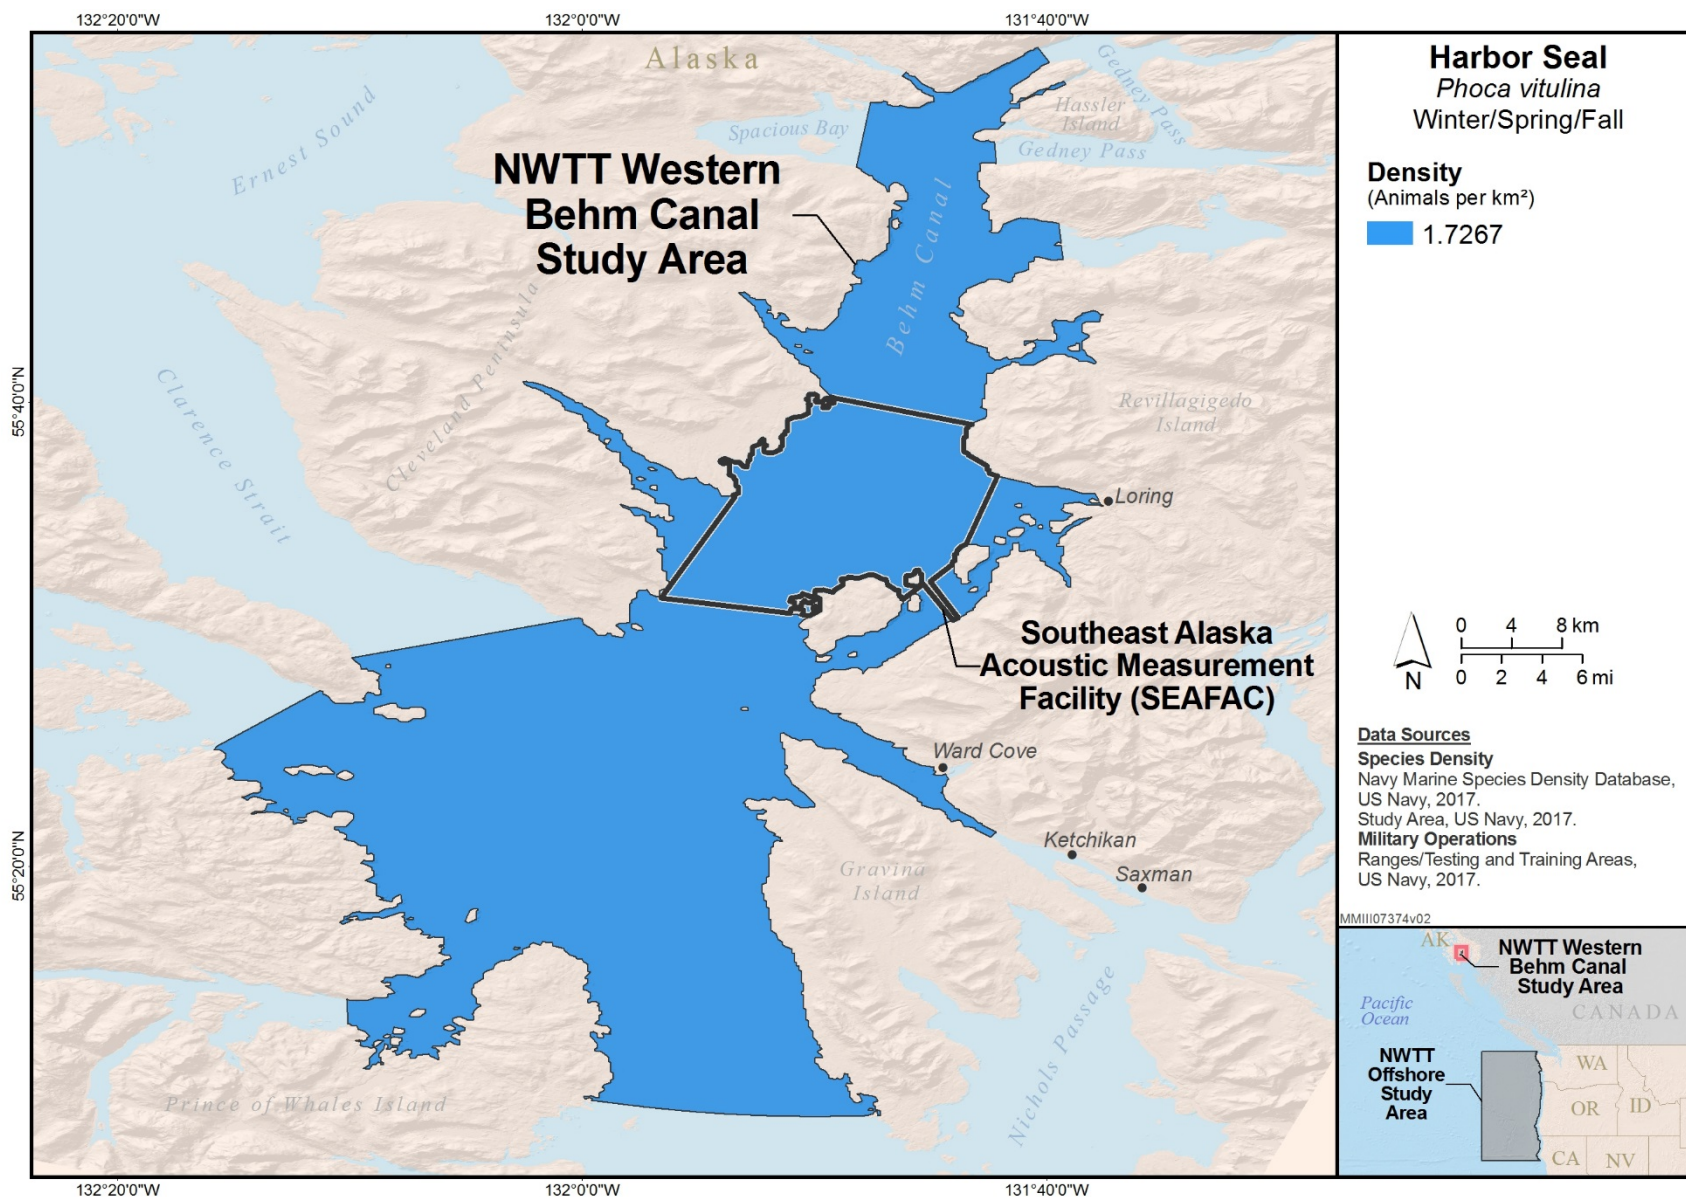 132°20'0"W
132°0'0"W
131°40'0"W
Alaska
Ernest Sound
Spacious Bay
Gedney Pass
Hassler
Island
Gedney Pass
NWTT Western
Behm Canal
Study Area
Behm Canal
Cleveland Peninsula
Clarence Strait
55°40'0"N
Revillagigedo
Island
Loring
Southeast Alaska
Acoustic Measurement
Facility (SEAFAC)
Ward Cove
Ketchikan
Saxman
55°20'0"N
Gravina
Island
Nichols Passage
Prince of Whales Island
132°20'0"W
132°0'0"W
131°40'0"W
Harbor Seal
Phoca vitulina
Winter/Spring/Fall
Density
(Animals per km²)
1.7267
N
0 4 8 km
0 2 4 6 mi
Data Sources
Species Density
Navy Marine Species Density Database,
US Navy, 2017.
Study Area, US Navy, 2017.
Military Operations
Ranges/Testing and Training Areas,
US Navy, 2017.
MMIII07374v02
AK
NWTT Western
Behm Canal
Study Area
Pacific
Ocean
CANADA
NWTT
Offshore
Study
Area
WA
OR
ID
CA
NV